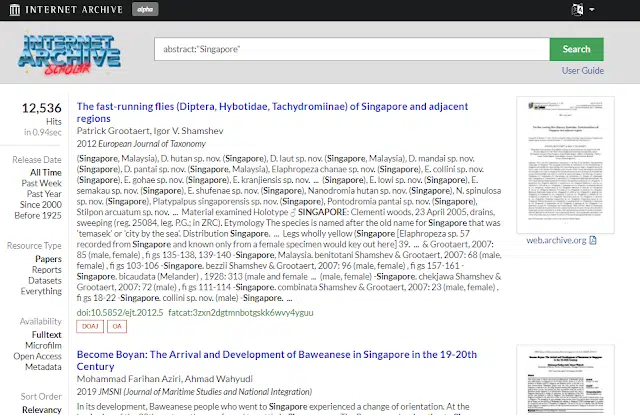 INTERNET ARCHIVE alpha
INTERNET
ARCHIVE
SCHOLAR
abstract:"Singapore"
Search
User Guide
12,536
Hits
in 0.94sec
Release Date
All Time
Past Week
Past Year
Since 2000
Before 1925
Resource Type
Papers
Reports
Datasets
Everything
Availability
Fulltext
Microfilm
Open Access
Metadata
Sort Order
Relevancy
The fast-running flies (Diptera, Hybotidae, Tachydromiinae) of Singapore and adjacent
regions
Patrick Grootaert, Igor V. Shamshev
2012 European Journal of Taxonomy
(Singapore, Malaysia), D. hutan sp. nov. (Singapore), D. laut sp. nov. (Singapore, Malaysia), D. mandai sp. nov.
(Singapore), D. pantai sp. nov. (Singapore, Malaysia), Elaphropeza chanae sp. nov. (Singapore), E. collini sp. nov.
(Singapore), E. gohae sp. nov. (Singapore), E. kranjiensis sp. nov. ... (Singapore), E. lowi sp. nov. (Singapore), E.
semakau sp. nov. (Singapore), E. shufenae sp. nov. (Singapore), Nanodromia hutan sp. nov. (Singapore), N. spinulosa
sp. nov. (Singapore), Platypalpus singaporensis sp. nov. (Singapore), Pontodromia pantai sp. nov. (Singapore),
Stilpon arcuatum sp. nov. ... Material examined Holotype ♂ SINGAPORE: Clementi woods, 23 April 2005, drains,
sweeping (reg. 25084, leg. P.G.; in ZRC). Etymology The species is named after the old name for Singapore that was
'temasek' or 'city by the sea'. Distribution Singapore. ... Legs wholly yellow [Elaphropeza sp. 57
recorded from Singapore and known only from a female specimen would key out here] 39. ... & Grootaert, 2007:
85 (male, female) , fi gs 135-138, 139-140 -Singapore, Malaysia. benitotani Shamshev & Grootaert, 2007: 68 (male,
female) , fi gs 103-106 -Singapore. bezzii Shamshev & Grootaert, 2007: 96 (male, female) , fi gs 157-161 -
Singapore. bicaudata (Melander) , 1928: 313 (male and female ... (male, female) -Singapore. chekjawa Shamshev &
Grootaert, 2007: 72 (male) , fi gs 111-114 -Singapore. combinata Shamshev & Grootaert, 2007: 23 (male, female) ,
fi gs 18-22 -Singapore. collini sp. nov. (male) -Singapore. ...
doi:10.5852/ejt.2012.5 fatcat:3zxn2dgtmnbotgskk6wvy4yguu
DOAJ OA
web.archive.org
Become Boyan: The Arrival and Development of Baweanese in Singapore in the 19-20th
Century
Mohammad Farihan Aziri, Ahmad Wahyudi
2019 JMSNI (Journal of Maritime Studies and National Integration)
In its development, Baweanese people who went to Singapore experienced a change of orientation. At the